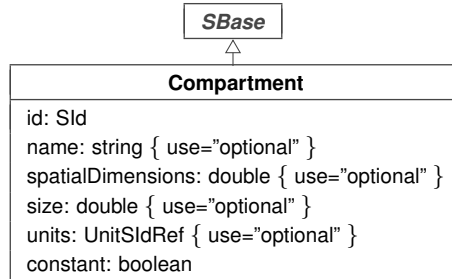 SBase
Compartment
id: SId
name: string { use="optional" }
spatialDimensions: double { use="optional" }
size: double { use="optional" }
units: UnitSIdRef { use="optional" }
constant: boolean